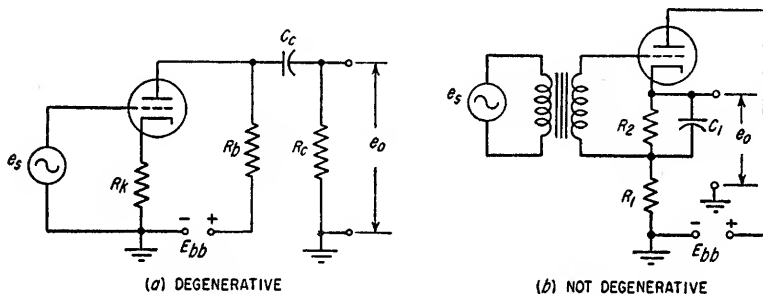 Cc
es
Rk
Rb
Rc
eo
- +
Ebb
(a) DEGENERATIVE
es
R2
C1
eo
R1
- +
Ebb
(b) NOT DEGENERATIVE